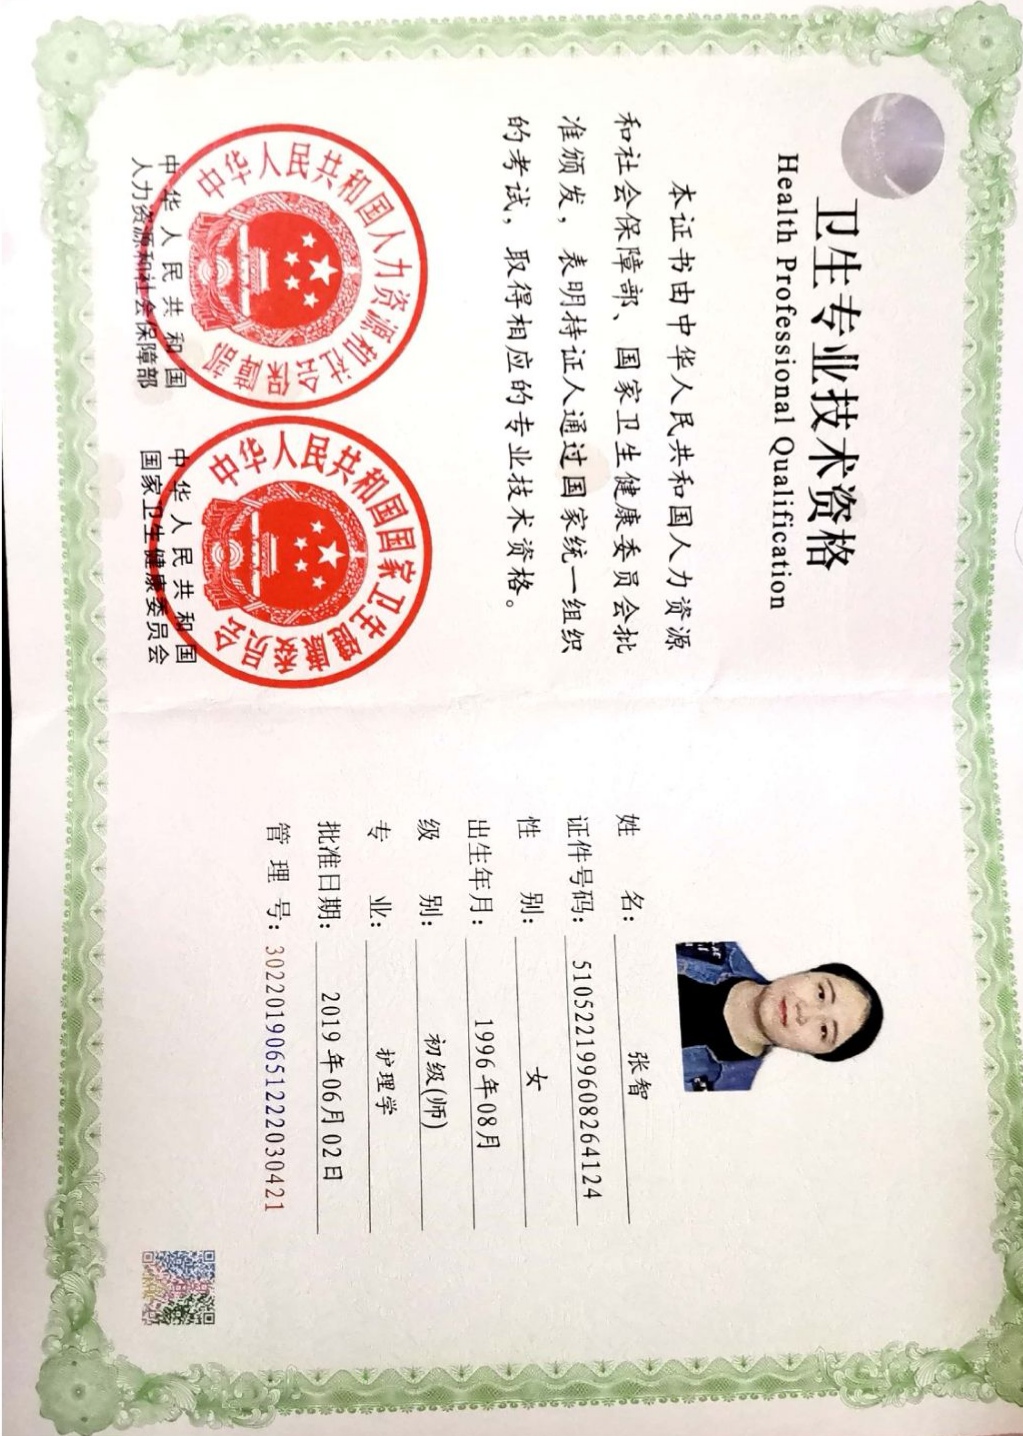 卫生专业技术资格
Health Professional Qualification
本证书由中华人民共和国人力资源
和社会保障部、国家卫生健康委员会批
准颁发，表明持证人通过国家统一组织
的考试，取得相应的专业技术资格。
中华人民共和国人力资源和社会保障部
中华人民共和国
人力资源和社会保障部
中华人民共和国国家卫生健康委员会
中华人民共和国
国家卫生健康委员会
姓 名：张智
证件号码：510522199608264124
性 别：女
出生年月：1996年08月
级 别：初级(师)
专 业：护理学
批准日期：2019年06月02日
管 理 号：30220190651222030421